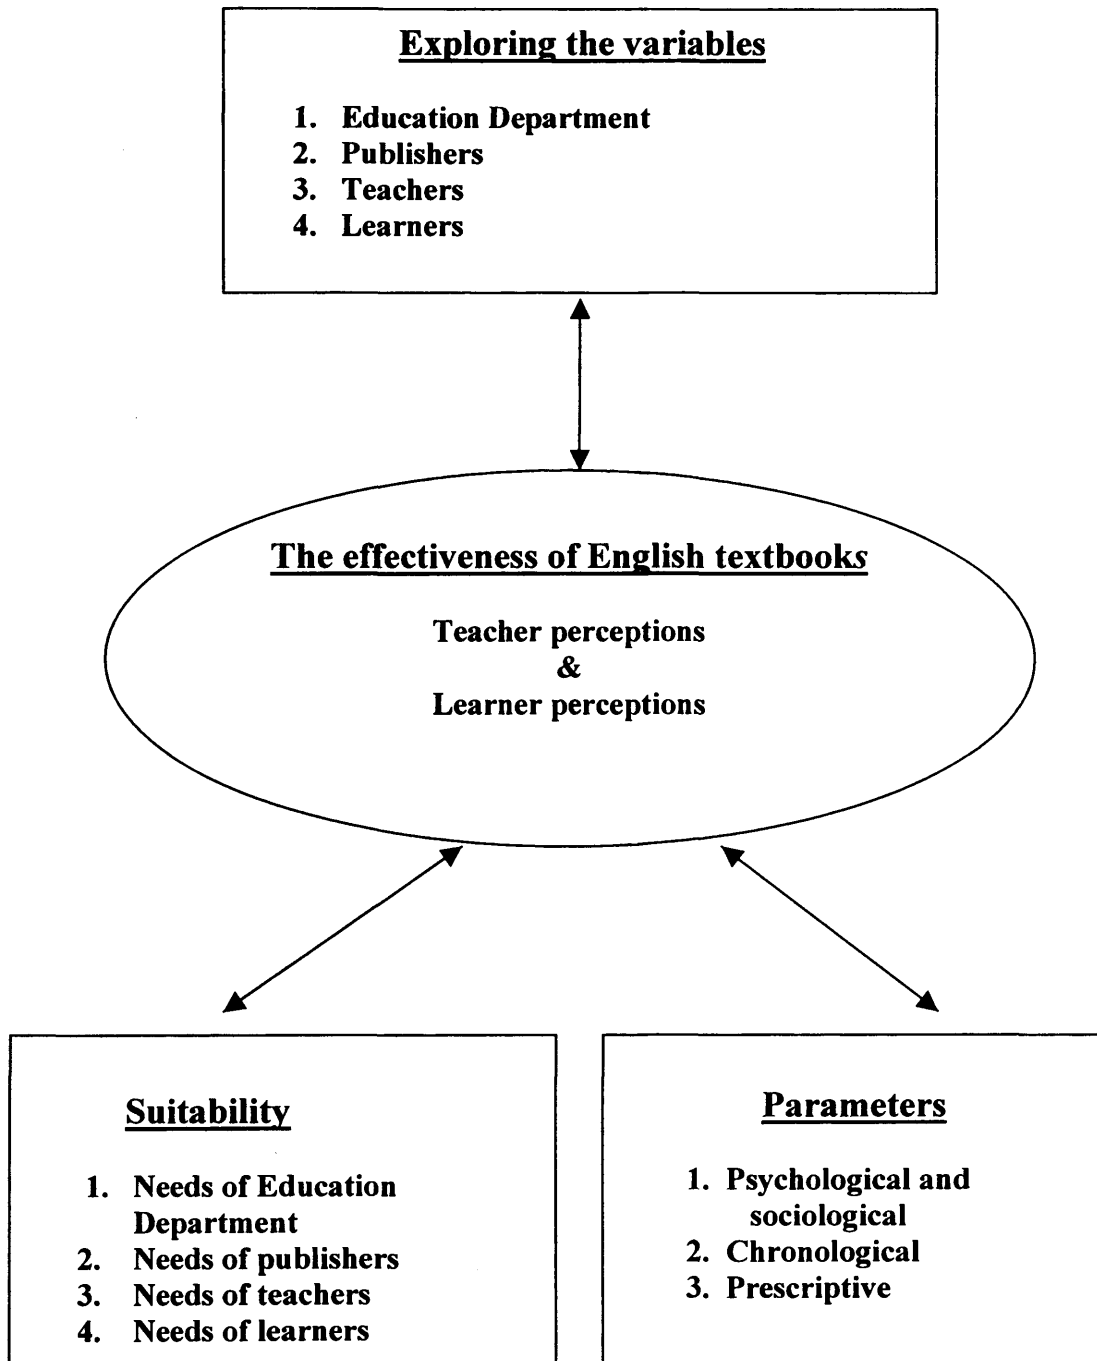 Exploring the variables
1. Education Department
2. Publishers
3. Teachers
4. Learners
The effectiveness of English textbooks
Teacher perceptions
&
Learner perceptions
Suitability
1. Needs of Education
Department
2. Needs of publishers
3. Needs of teachers
4. Needs of learners
Parameters
1. Psychological and
sociological
2. Chronological
3. Prescriptive